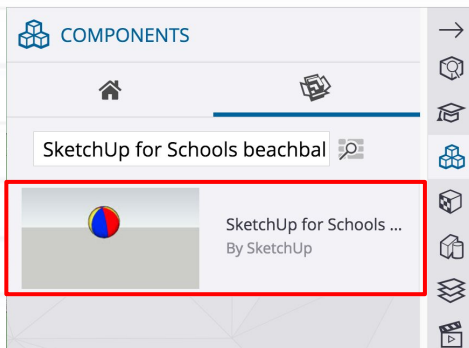 COMPONENTS
SketchUp for Schools beachbal
SketchUp for Schools ...
By SketchUp